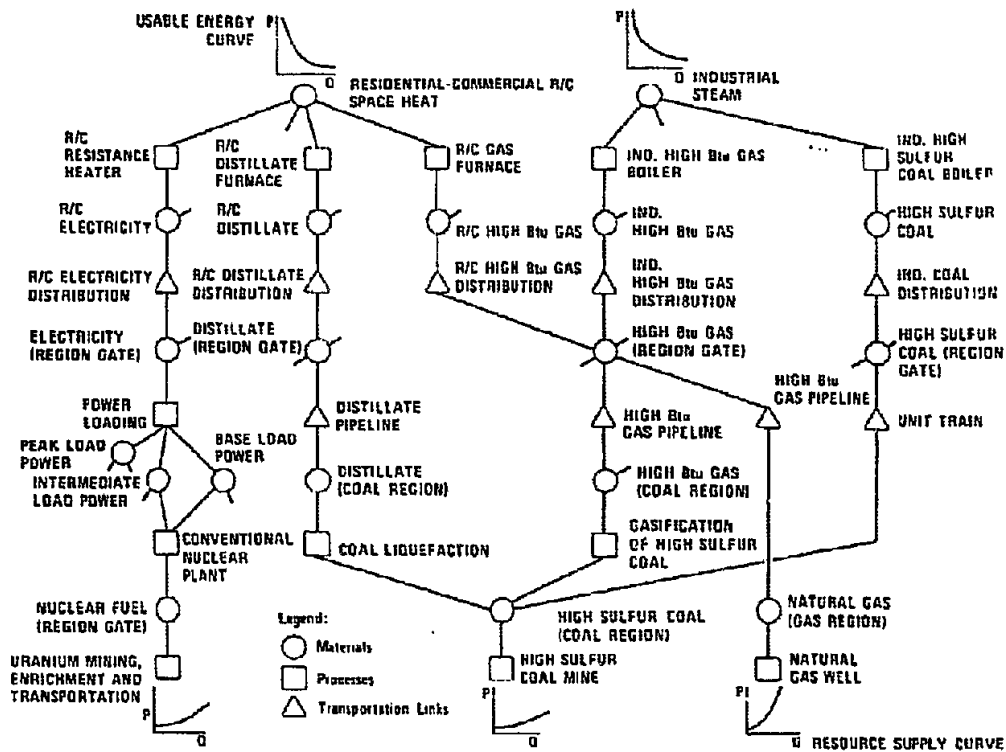 USABLE ENERGY
CURVE
P
Q
P
Q
RESIDENTIAL-COMMERCIAL R/C
SPACE HEAT
INDUSTRIAL
STEAM
R/C
RESISTANCE
HEATER
R/C
DISTILLATE
FURNACE
R/C GAS
FURNACE
IND. HIGH Btu GAS
BOILER
IND. HIGH
SULFUR
COAL BOILER
R/C
ELECTRICITY
R/C
DISTILLATE
R/C HIGH Btu GAS
IND.
HIGH Btu GAS
HIGH SULFUR
COAL
R/C ELECTRICITY
DISTRIBUTION
R/C DISTILLATE
DISTRIBUTION
R/C HIGH Btu GAS
DISTRIBUTION
IND.
HIGH Btu GAS
DISTRIBUTION
IND. COAL
DISTRIBUTION
ELECTRICITY
(REGION GATE)
DISTILLATE
(REGION GATE)
HIGH Btu GAS
(REGION GATE)
HIGH SULFUR
COAL (REGION
GATE)
POWER
LOADING
DISTILLATE
PIPELINE
HIGH Btu
GAS PIPELINE
HIGH Btu
GAS PIPELINE
UNIT TRAIN
PEAK LOAD
POWER
BASE LOAD
POWER
INTERMEDIATE
LOAD POWER
DISTILLATE
(COAL REGION)
HIGH Btu GAS
(COAL REGION)
CONVENTIONAL
NUCLEAR
PLANT
COAL LIQUEFACTION
GASIFICATION
OF HIGH SULFUR
COAL
NUCLEAR FUEL
(REGION GATE)
HIGH SULFUR COAL
(COAL REGION)
NATURAL GAS
(GAS REGION)
URANIUM MINING,
ENRICHMENT AND
TRANSPORTATION
Legend:
Materials
Processes
Transportation Links
HIGH SULFUR
COAL MINE
NATURAL
GAS WELL
P
Q
P
Q
P
Q
RESOURCE SUPPLY CURVE